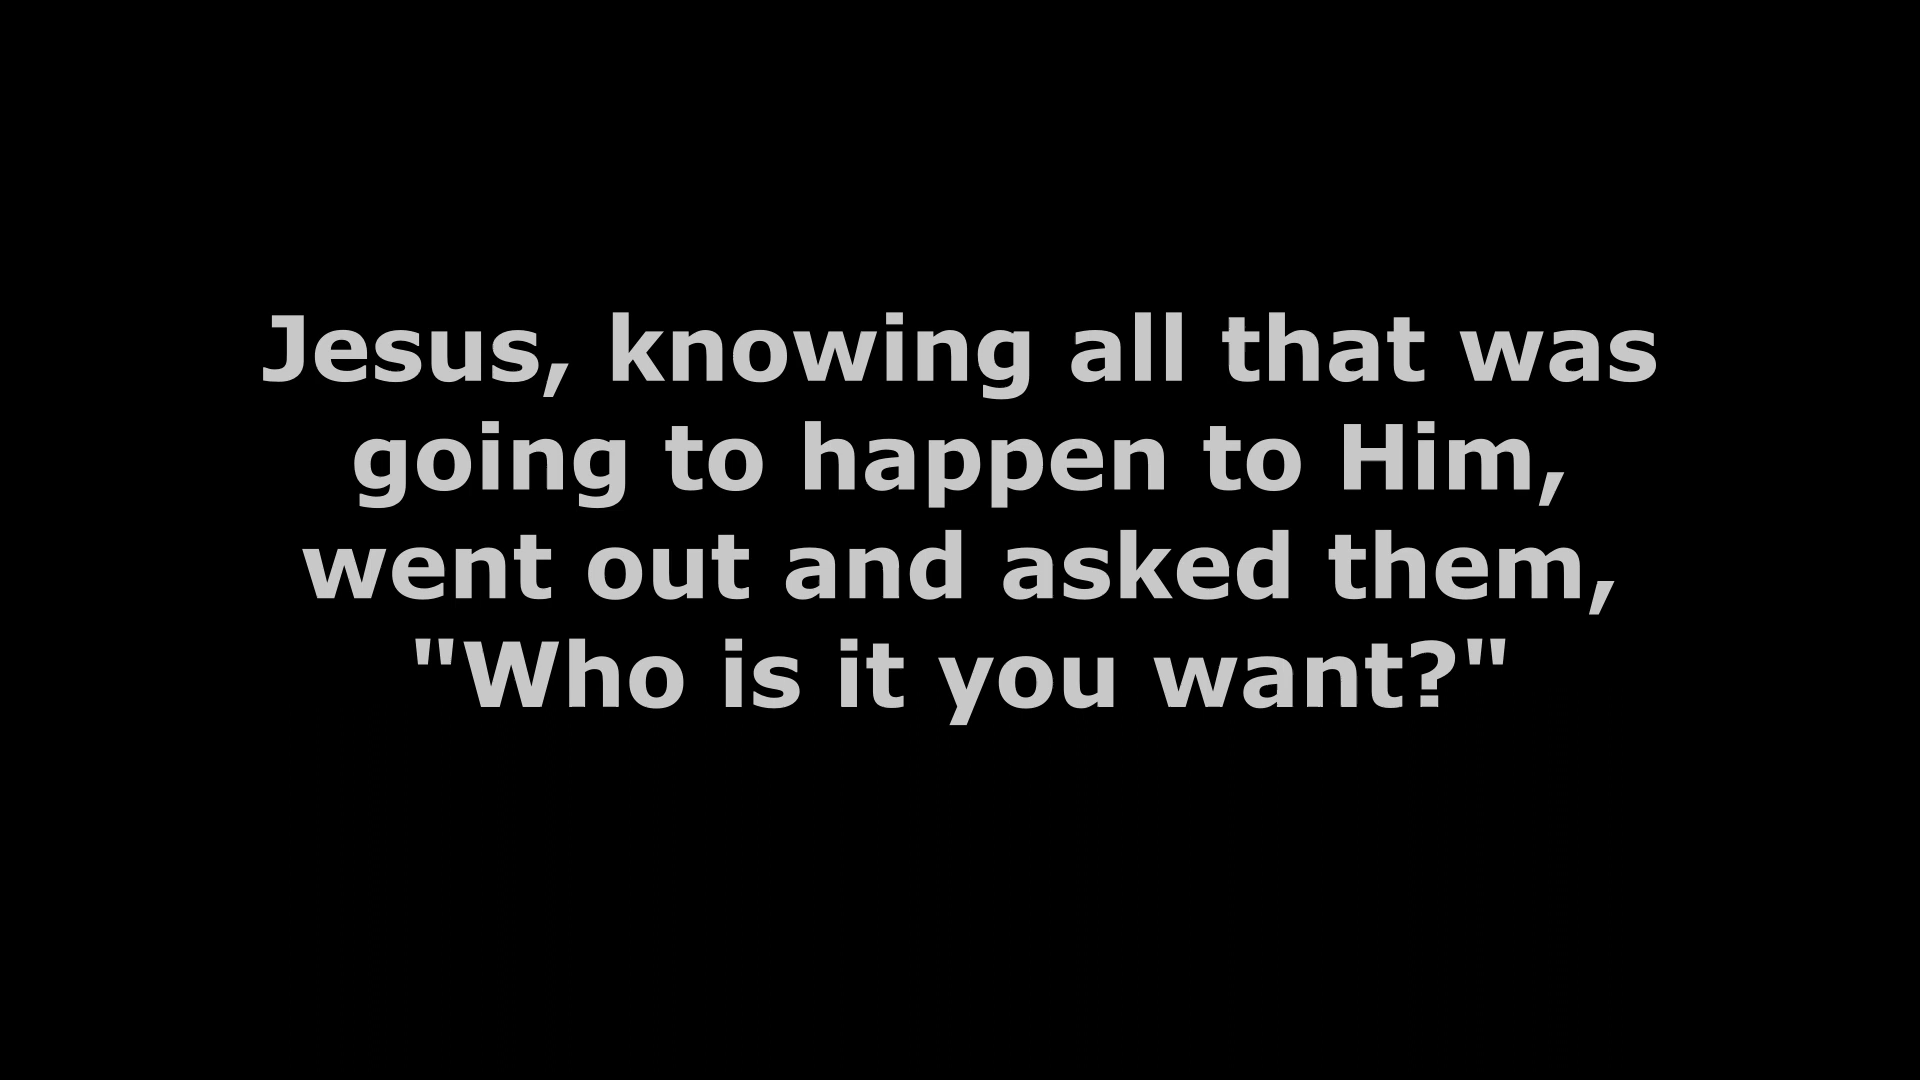 Jesus, knowing all that was
going to happen to Him,
went out and asked them,
"Who is it you want?"